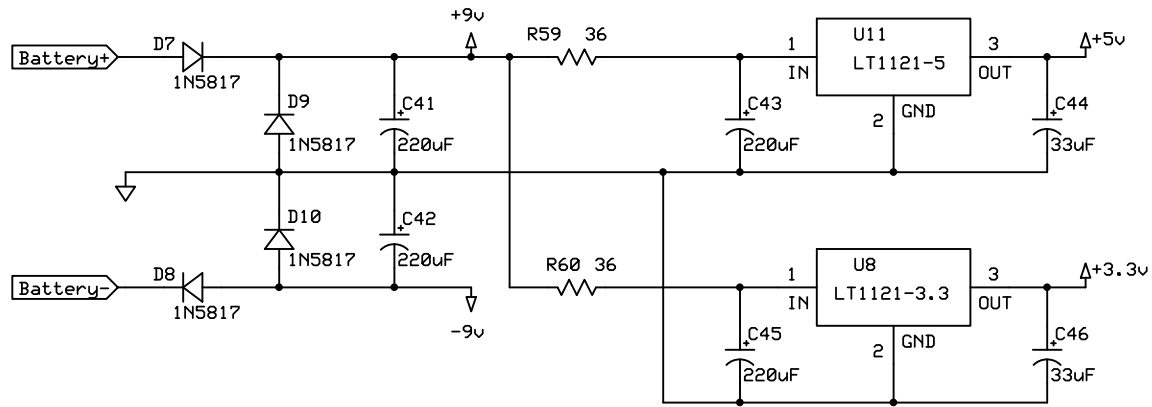 +9v
R59 36
D7
Battery+
1N5817
1
IN
U11
LT1121-5
3
OUT
+5v
D9
1N5817
C41
220uF
C43
220uF
2
GND
C44
33uF
D10
1N5817
C42
220uF
D8
Battery-
1N5817
-9v
R60 36
1
IN
U8
LT1121-3.3
3
OUT
+3.3v
C45
220uF
2
GND
C46
33uF